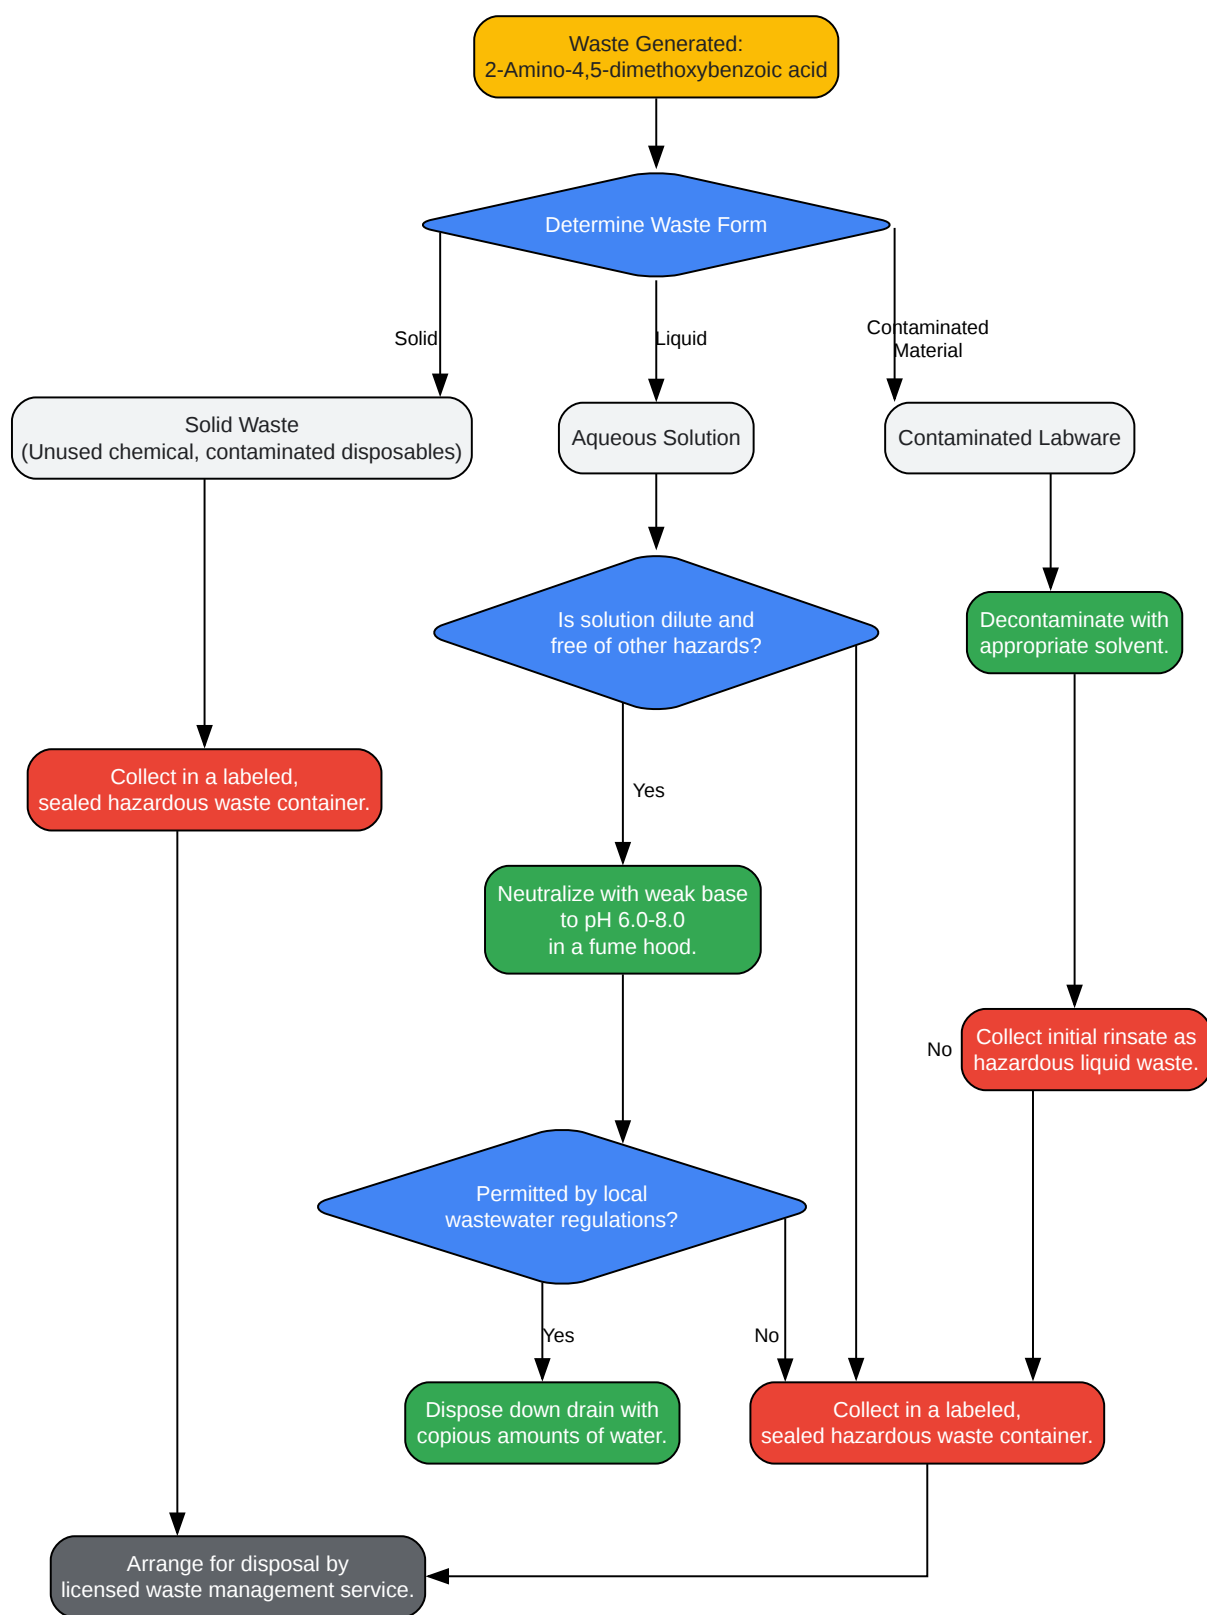 Waste Generated:
2-Amino-4,5-dimethoxybenzoic acid
Determine Waste Form
Solid
Liquid
Contaminated
Material
Solid Waste
(Unused chemical, contaminated disposables)
Aqueous Solution
Contaminated Labware
Is solution dilute and
free of other hazards?
Decontaminate with
appropriate solvent.
Collect in a labeled,
sealed hazardous waste container.
Yes
Neutralize with weak base
to pH 6.0-8.0
in a fume hood.
No
Collect initial rinsate as
hazardous liquid waste.
Permitted by local
wastewater regulations?
Yes
No
Dispose down drain with
copious amounts of water.
Collect in a labeled,
sealed hazardous waste container.
Arrange for disposal by
licensed waste management service.